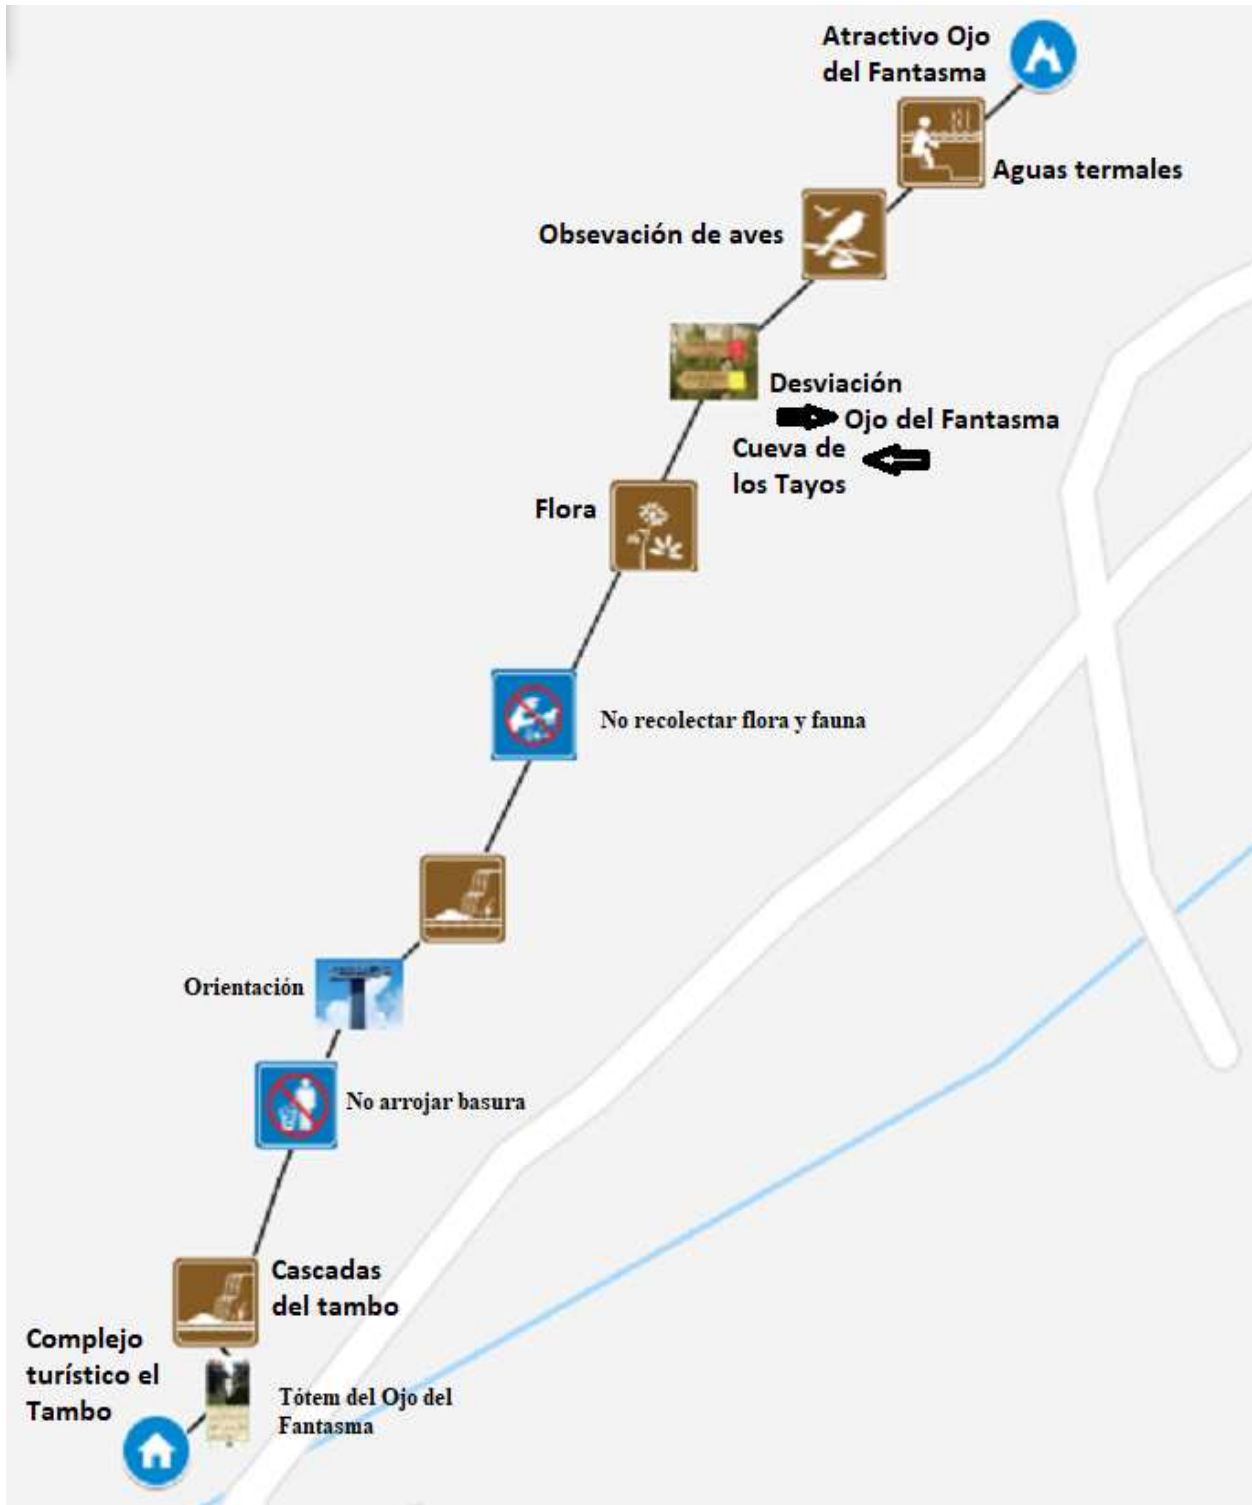 Atractivo Ojo
del Fantasma
Aguas termales
Obsevación de aves
Desviación
Ojo del Fantasma
Cueva de
los Tayos
Flora
No recolectar flora y fauna
Orientación
No arrojar basura
Cascadas
del tambo
Complejo
turístico el
Tambo
Tótem del Ojo del
Fantasma